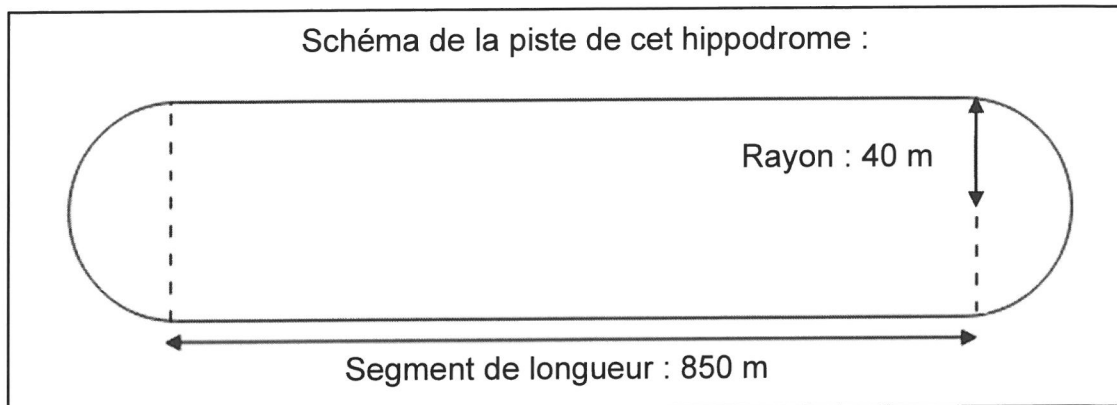 Schéma de la piste de cet hippodrome :
Rayon : 40 m
Segment de longueur : 850 m